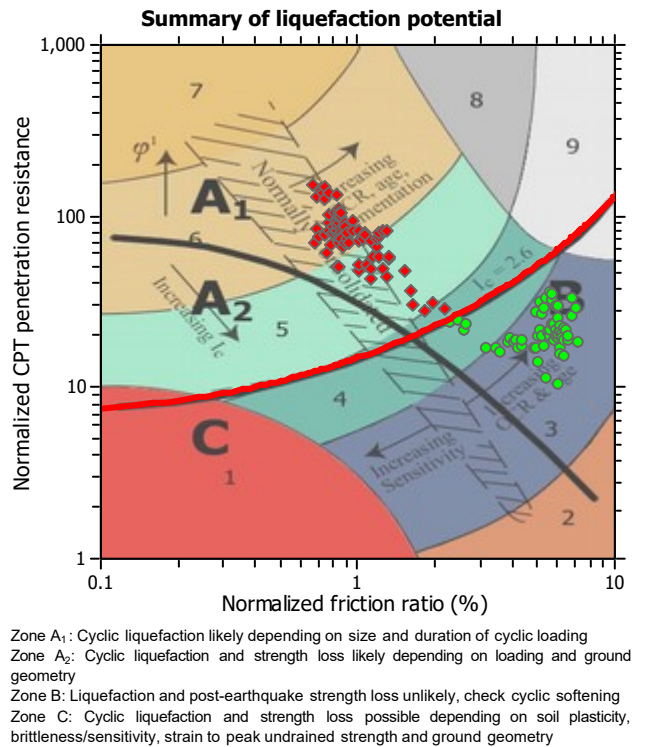 Summary of liquefaction potential
Normalized CPT penetration resistance
1,000
100
10
1
7
8
9
φ'
A1
Normally
Consolidated
Increasing
OCR, age,
cementation
6
A2
Increasing Ic
5
Ic = 2.6
B
4
Increasing
OCR & age
3
C
1
Increasing
Sensitivity
2
0.1
1
10
Normalized friction ratio (%)
Zone A1: Cyclic liquefaction likely depending on size and duration of cyclic loading
Zone A2: Cyclic liquefaction and strength loss likely depending on loading and ground
geometry
Zone B: Liquefaction and post-earthquake strength loss unlikely, check cyclic softening
Zone C: Cyclic liquefaction and strength loss possible depending on soil plasticity,
brittleness/sensitivity, strain to peak undrained strength and ground geometry